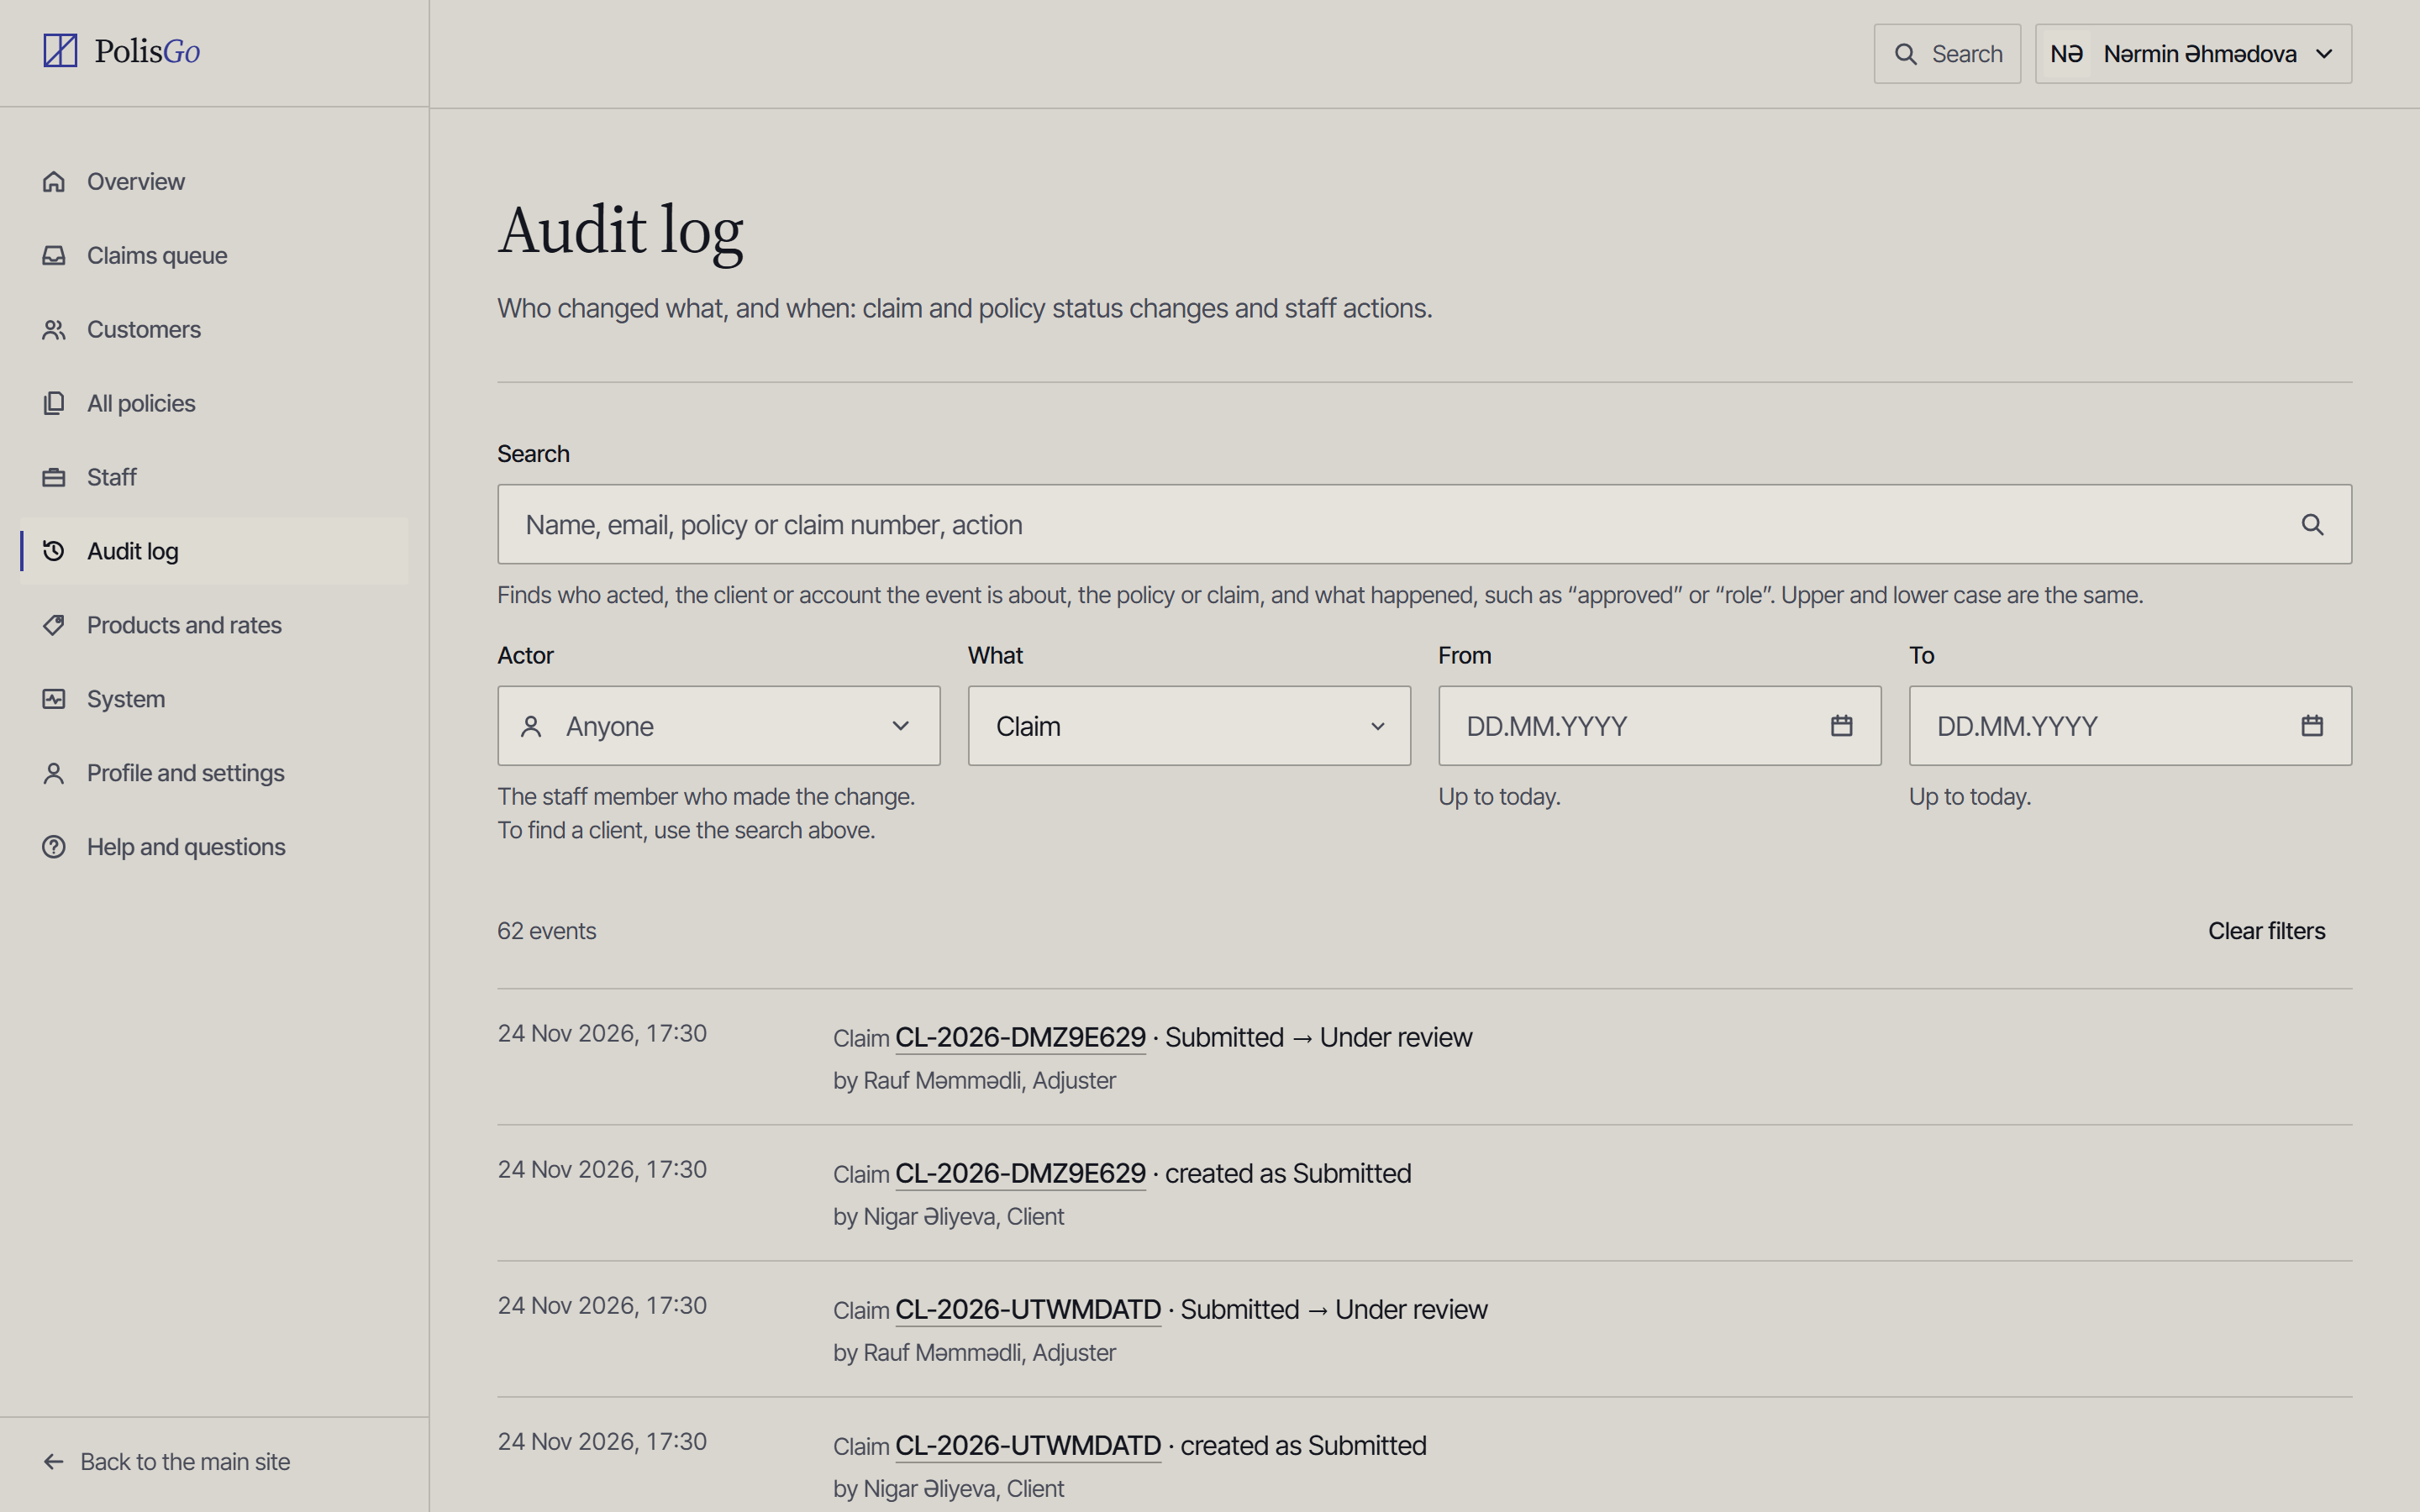 PolisGo
Search
NƏ Nərmin Əhmədova
Overview
Claims queue
Customers
All policies
Staff
Audit log
Products and rates
System
Profile and settings
Help and questions
Back to the main site
Audit log
Who changed what, and when: claim and policy status changes and staff actions.
Search
Name, email, policy or claim number, action
Finds who acted, the client or account the event is about, the policy or claim, and what happened, such as “approved” or “role”. Upper and lower case are the same.
Actor What From To
Anyone Claim DD.MM.YYYY DD.MM.YYYY
The staff member who made the change. Up to today. Up to today.
To find a client, use the search above.
62 events Clear filters
24 Nov 2026, 17:30 Claim CL-2026-DMZ9E629 · Submitted → Under review
by Rauf Məmmədli, Adjuster
24 Nov 2026, 17:30 Claim CL-2026-DMZ9E629 · created as Submitted
by Nigar Əliyeva, Client
24 Nov 2026, 17:30 Claim CL-2026-UTWMDATD · Submitted → Under review
by Rauf Məmmədli, Adjuster
24 Nov 2026, 17:30 Claim CL-2026-UTWMDATD · created as Submitted
by Nigar Əliyeva, Client